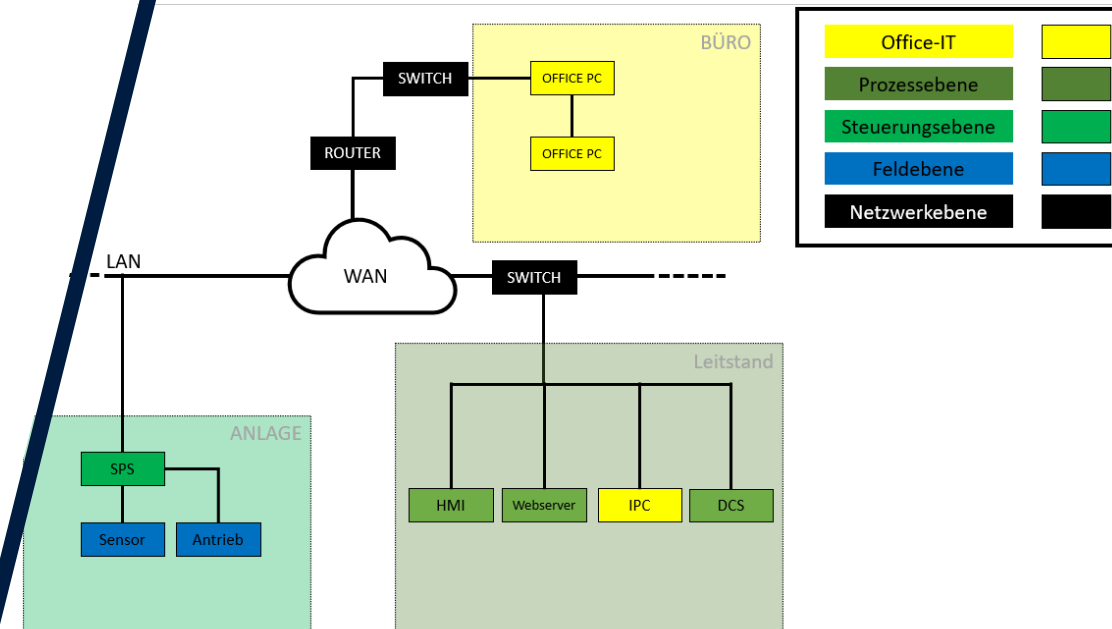 BÜRO
SWITCH
OFFICE PC
ROUTER
OFFICE PC
LAN
WAN
SWITCH
Leitstand
ANLAGE
SPS
HMI
Webserver
IPC
DCS
Sensor
Antrieb
Office-IT
Prozessebene
Steuerungsebene
Feldebene
Netzwerkebene